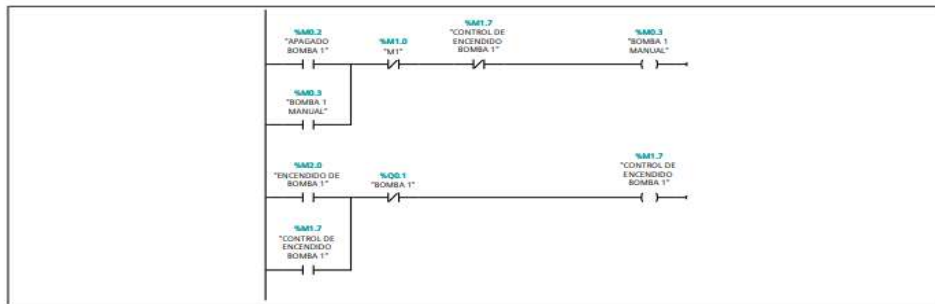 %M0.2
"APAGADO
BOMBA 1"
%M1.0
"M1"
%M1.7
"CONTROL DE
ENCENDIDO
BOMBA 1"
%M0.3
"BOMBA 1
MANUAL"
%M0.3
"BOMBA 1
MANUAL"
%M2.0
"ENCENDIDO DE
BOMBA 1"
%Q0.1
"BOMBA 1"
%M1.7
"CONTROL DE
ENCENDIDO
BOMBA 1"
%M1.7
"CONTROL DE
ENCENDIDO
BOMBA 1"